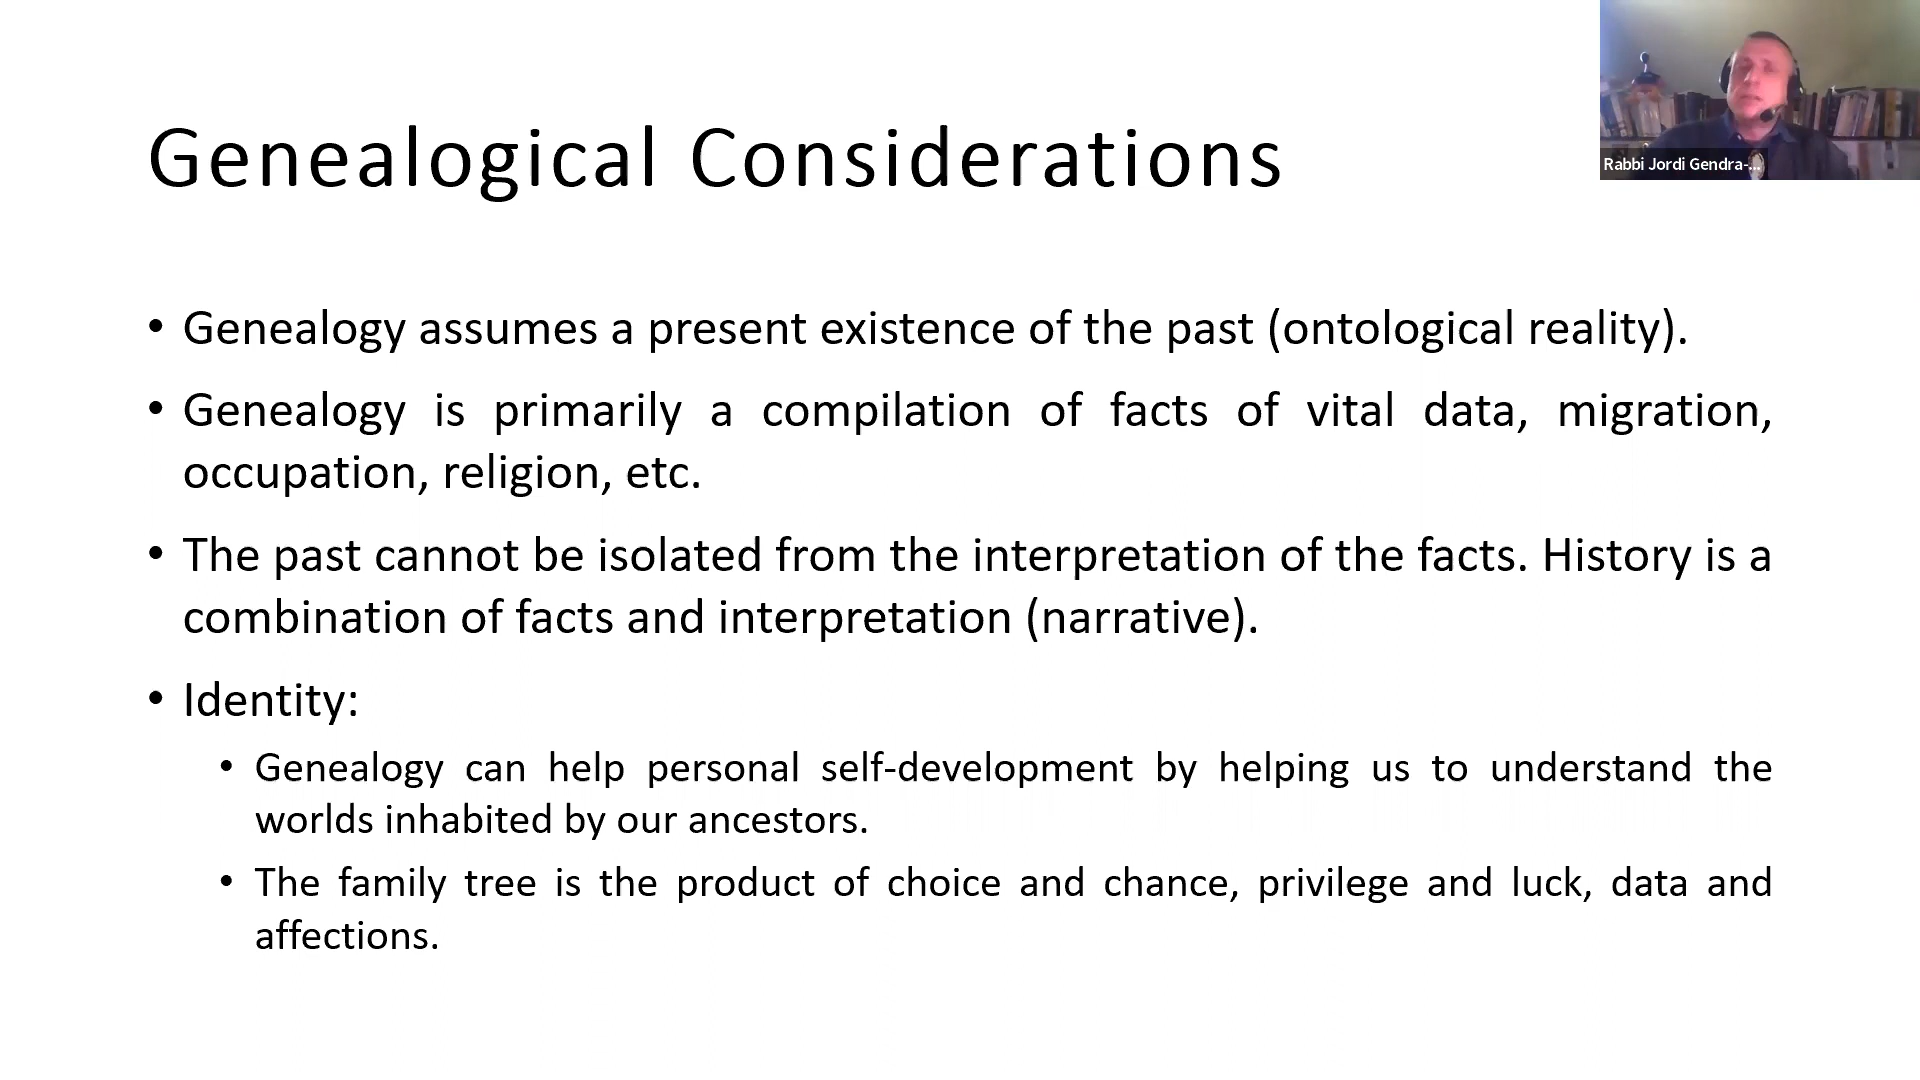 Genealogical Considerations
Rabbi Jordi Gendra-...
• Genealogy assumes a present existence of the past (ontological reality).
• Genealogy is primarily a compilation of facts of vital data, migration,
occupation, religion, etc.
• The past cannot be isolated from the interpretation of the facts. History is a
combination of facts and interpretation (narrative).
• Identity:
• Genealogy can help personal self-development by helping us to understand the
worlds inhabited by our ancestors.
• The family tree is the product of choice and chance, privilege and luck, data and
affections.